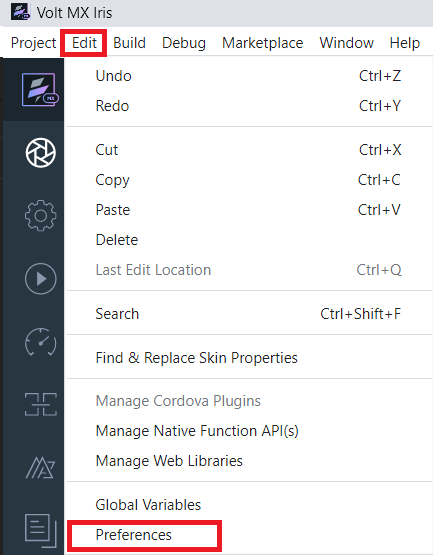 Volt MX Iris
Project Edit Build Debug Marketplace Window Help
Undo Ctrl+Z
Redo Ctrl+Y
Cut Ctrl+X
Copy Ctrl+C
Paste Ctrl+V
Delete
Last Edit Location Ctrl+Q
Search Ctrl+Shift+F
Find & Replace Skin Properties
Manage Cordova Plugins
Manage Native Function API(s)
Manage Web Libraries
Global Variables
Preferences
MX